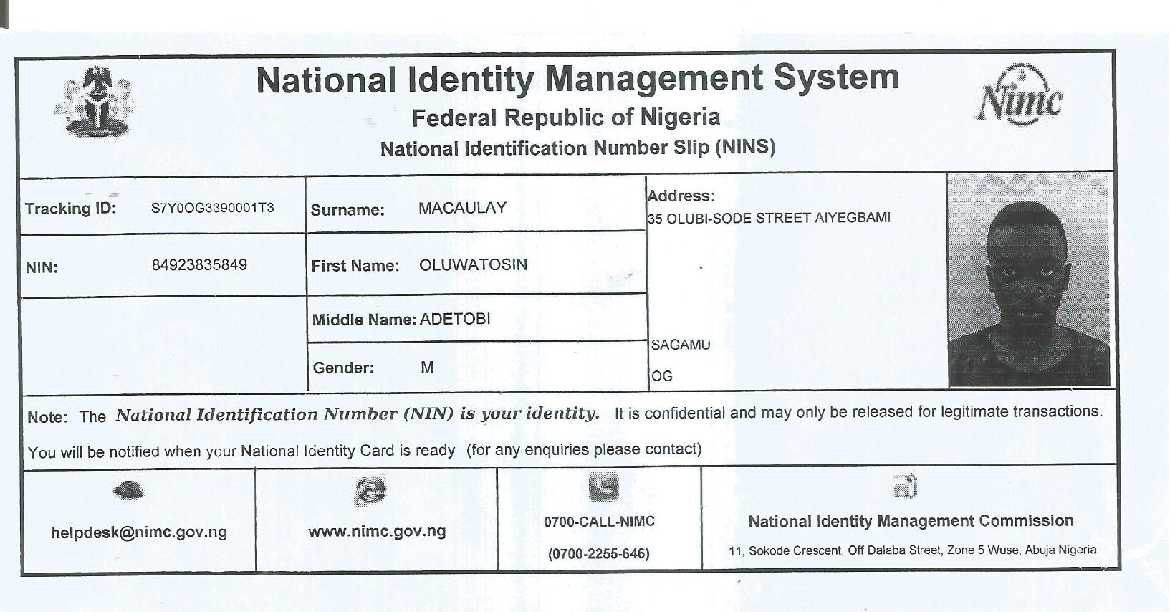 National Identity Management System
Federal Republic of Nigeria
National Identification Number Slip (NINS)
Nimc
Tracking ID: S7Y0OG3390001T3
Surname: MACAULAY
Address:
35 OLUBI-SODE STREET AIYEGBAMI
NIN: 84923835849
First Name: OLUWATOSIN
Middle Name: ADETOBI
SAGAMU
Gender: M
OG
Note: The National Identification Number (NIN) is your identity. It is confidential and may only be released for legitimate transactions.
You will be notified when your National Identity Card is ready (for any enquiries please contact)
helpdesk@nimc.gov.ng
www.nimc.gov.ng
0700-CALL-NIMC
(0700-2255-646)
National Identity Management Commission
11, Sokode Crescent, Off Dalaba Street, Zone 5 Wuse, Abuja Nigeria